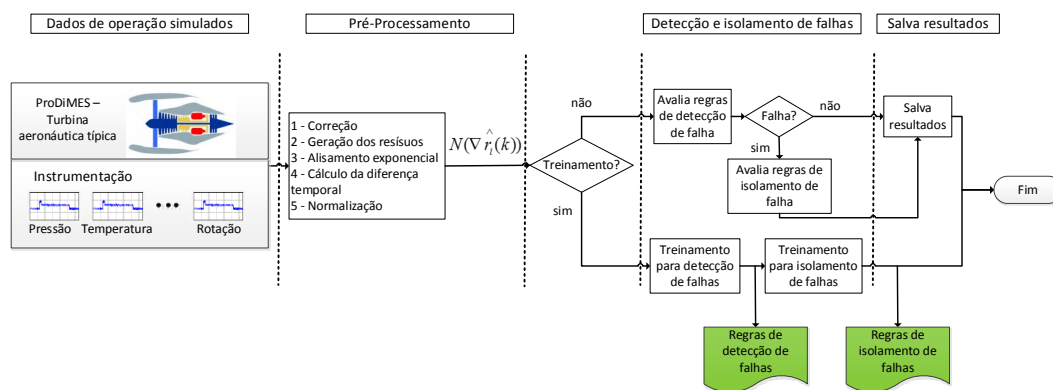 Dados de operação simulados
Pré-Processamento
Detecção e isolamento de falhas
Salva resultados
ProDiMES –
Turbina
aeronáutica típica
Instrumentação
Pressão
Temperatura
Rotação
1 - Correção
2 - Geração dos resísuos
3 - Alisamento exponencial
4 - Cálculo da diferença
temporal
5 - Normalização
N(∇ r̂_l(k))
Treinamento?
não
sim
Avalia regras
de detecção
de falha
Falha?
não
sim
Avalia regras de
isolamento de
falha
Salva
resultados
Fim
Treinamento
para detecção
de falhas
Treinamento
para isolamento
de falhas
Regras de
detecção de
falhas
Regras de
isolamento de
falhas